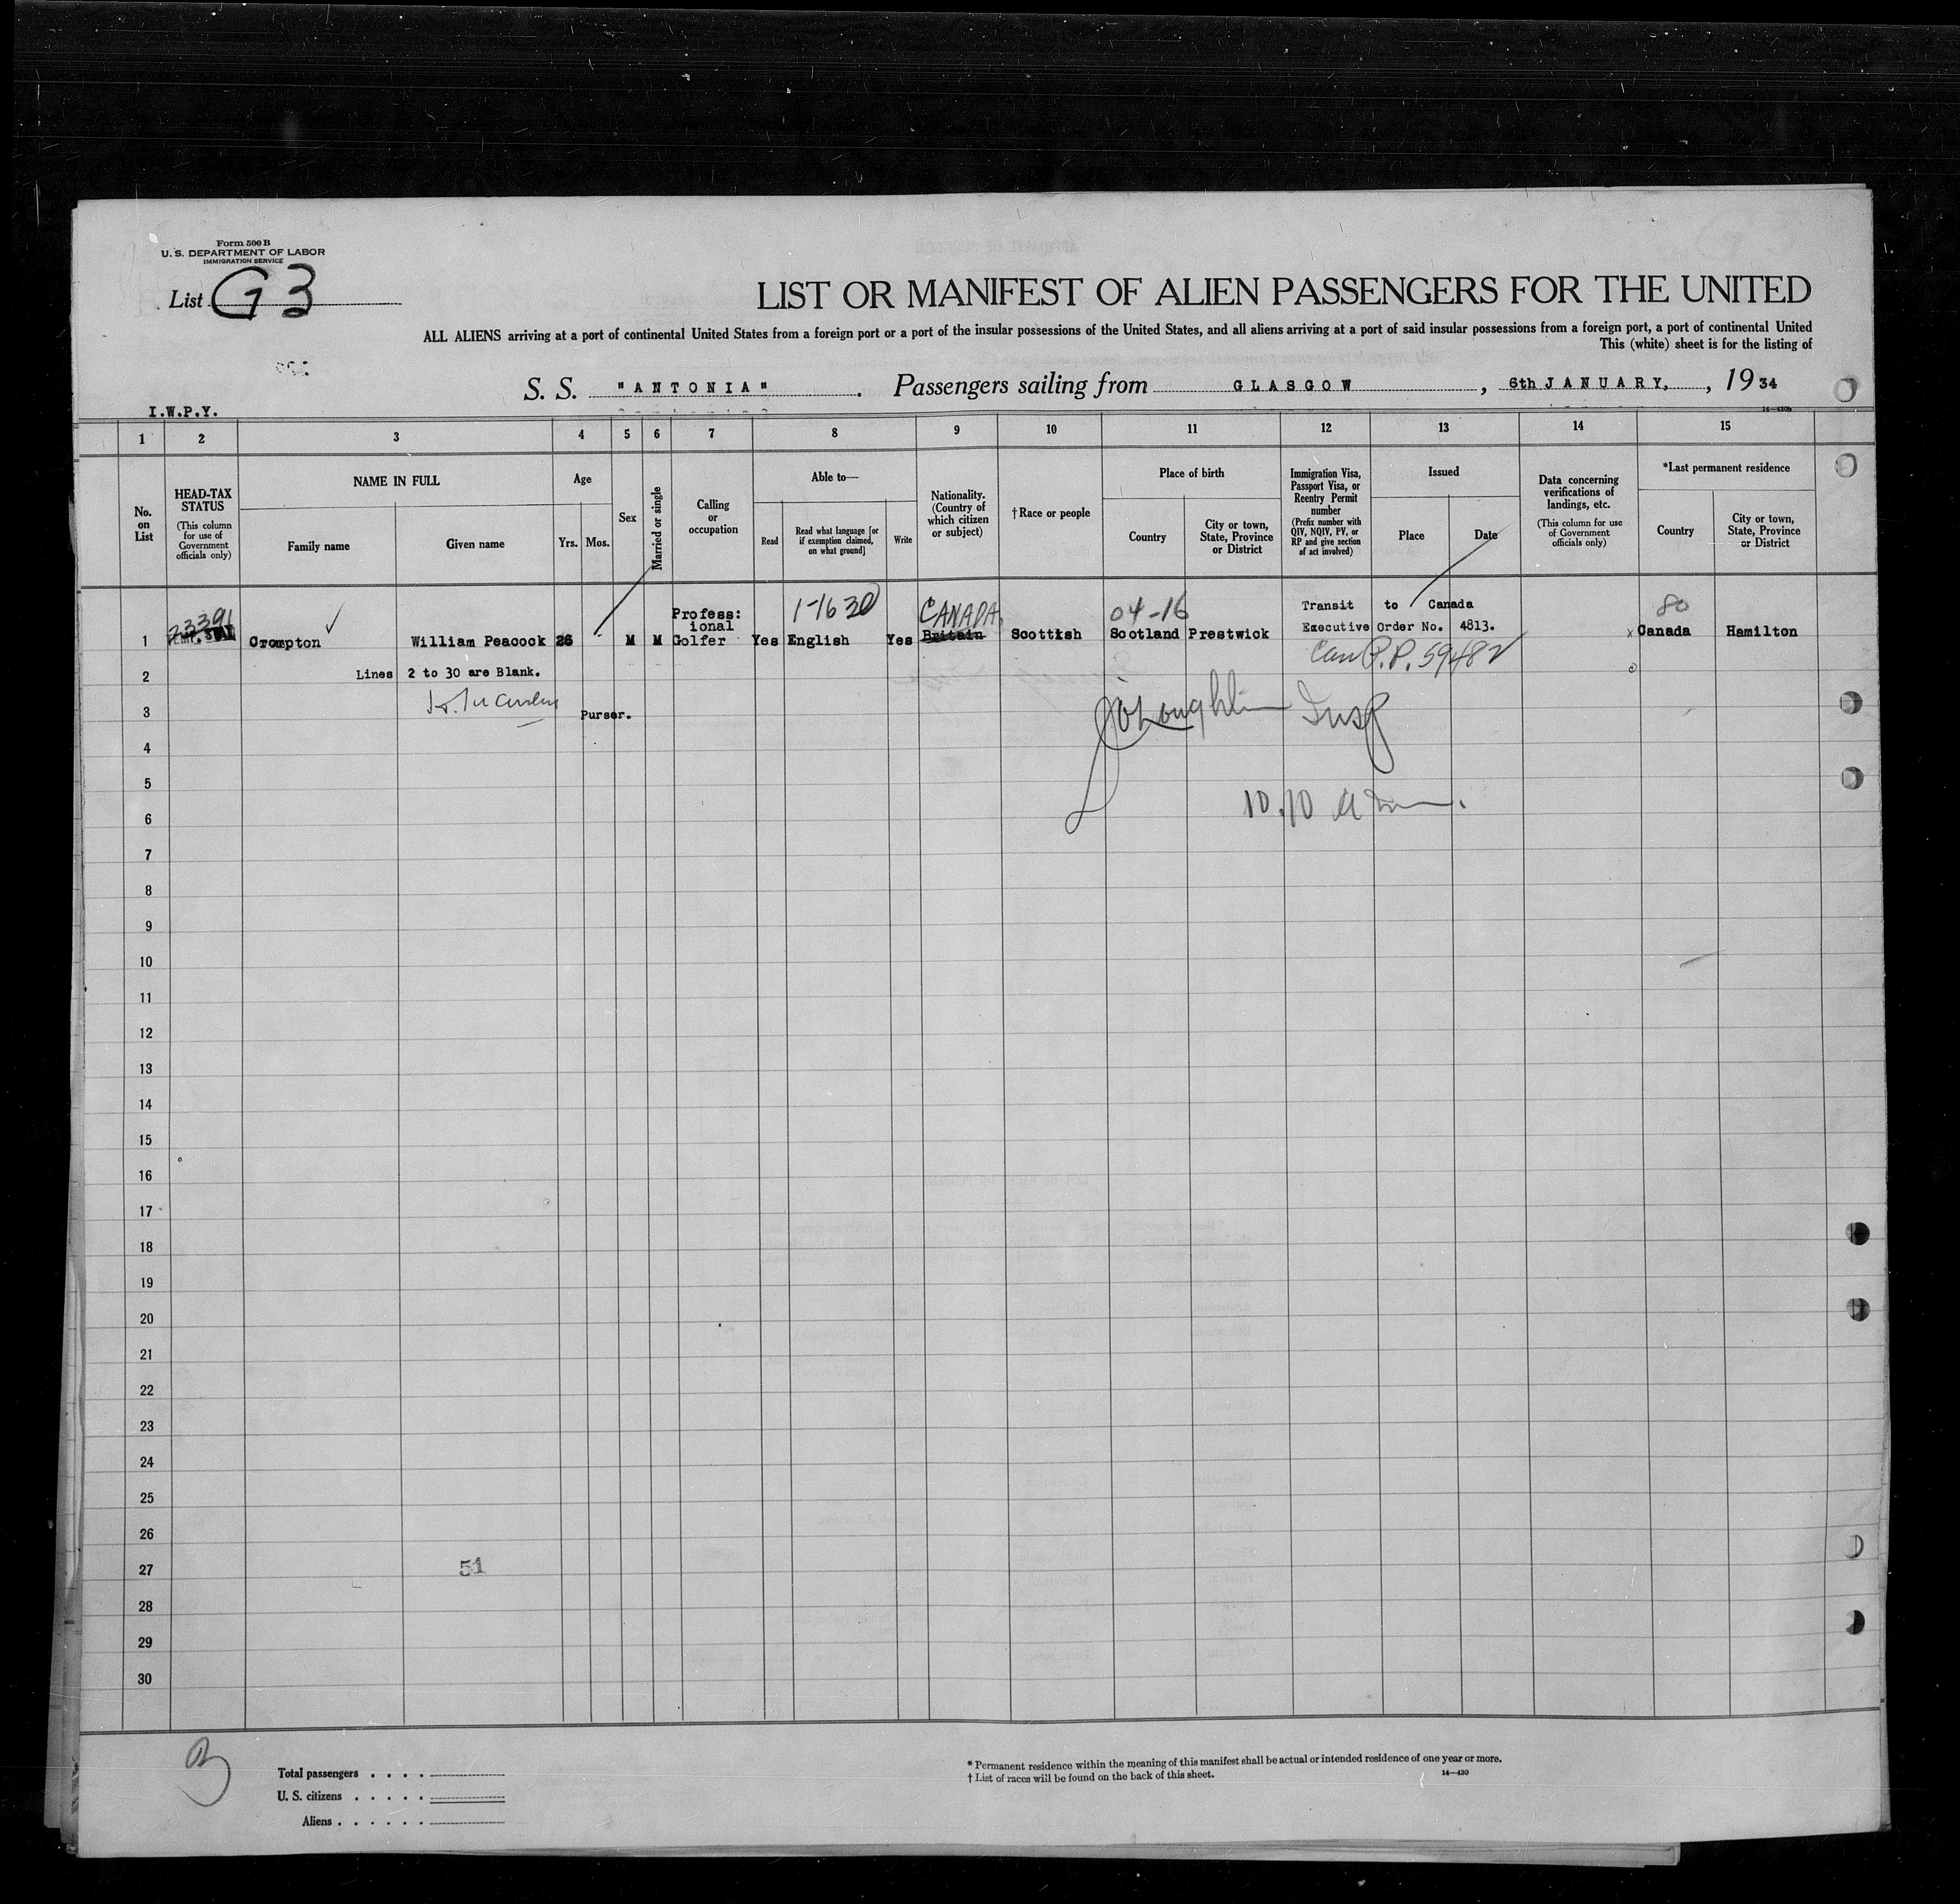 Form 500 B
U. S. DEPARTMENT OF LABOR
IMMIGRATION SERVICE
List G3
LIST OR MANIFEST OF ALIEN PASSENGERS FOR THE UNITED
ALL ALIENS arriving at a port of continental United States from a foreign port or a port of the insular possessions of the United States, and all aliens arriving at a port of said insular possessions from a foreign port, a port of continental United
This (white) sheet is for the listing of
S. S. "ANTONIA". Passengers sailing from GLASGOW, 6th JANUARY, , 1934
I.W.P.Y.
14—430b
1 2 3 4 5 6 7 8 9 10 11 12 13 14 15
No. on List
HEAD-TAX STATUS
(This column for use of Government officials only)
NAME IN FULL
Family name
Given name
Age
Yrs.
Mos.
Sex
Married or single
Calling or occupation
Able to—
Read
Read what language [or if exemption claimed, on what ground]
Write
Nationality. (Country of which citizen or subject)
†Race or people
Place of birth
Country
City or town, State, Province or District
Immigration Visa, Passport Visa, or Reentry Permit number
(Prefix number with QIV, NQIV, PV, or RP and give section of act involved)
Issued
Place
Date
Data concerning verifications of landings, etc.
(This column for use of Government officials only)
*Last permanent residence
Country
City or town, State, Province or District
1-1630 CANADA 04-16 Transit to Canada 80
Profess: ional Executive Order No. 4813.
1 Crompton William Peacock 26 M M Golfer Yes English Yes Britain Scottish Scotland Prestwick x Canada Hamilton
Can P.P. 59482
2 Lines 2 to 30 are Blank.
3 Purser. J O'Loughlin Insp
4
5
10.10 am.
6
7
8
9
10
11
12
13
14
15
16
17
18
19
20
21
22
23
24
25
26
27 51
28
29
30
Total passengers . . . .
U. S. citizens . . . . .
Aliens . . . . . .
* Permanent residence within the meaning of this manifest shall be actual or intended residence of one year or more.
† List of races will be found on the back of this sheet.
14—430